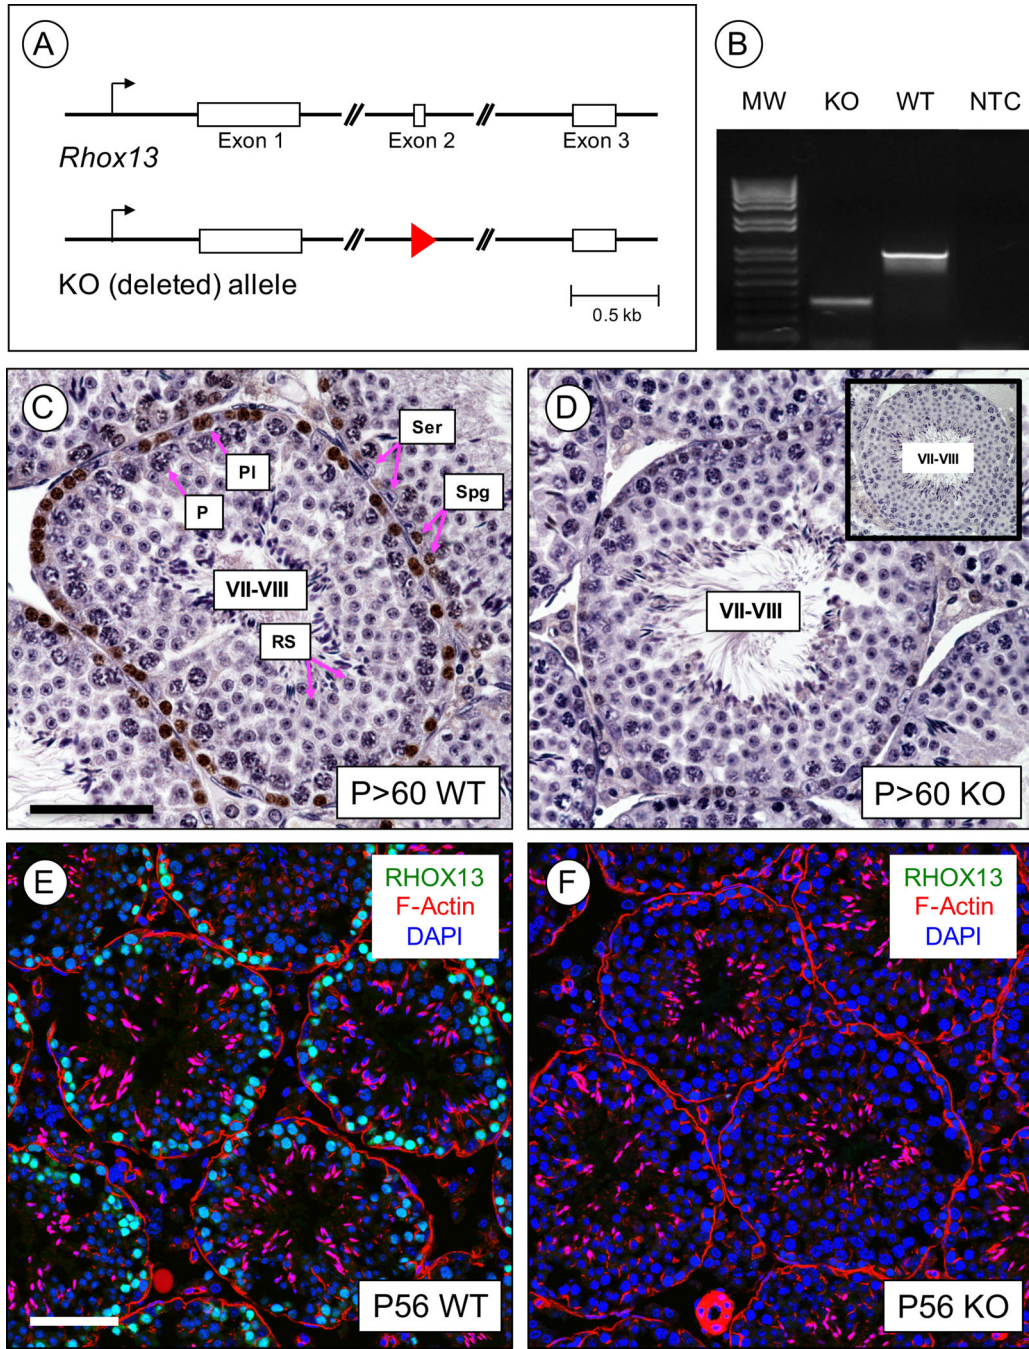 A
Exon 1
Exon 2
Exon 3
Rhox13
KO (deleted) allele
0.5 kb
B
MW KO WT NTC
C
Ser
Pl
Spg
P
VII-VIII
RS
P>60 WT
D
VII-VIII
VII-VIII
P>60 KO
E
RHOX13
F-Actin
DAPI
P56 WT
F
RHOX13
F-Actin
DAPI
P56 KO